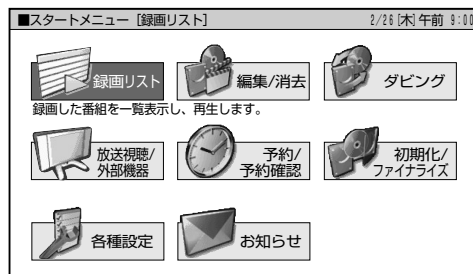 ■スタートメニュー［録画リスト］ 2/26[木]午前 9:00
録画リスト 編集/消去 ダビング
録画した番組を一覧表示し、再生します。
放送視聴/
外部機器
予約/
予約確認
初期化/
ファイナライズ
各種設定 お知らせ